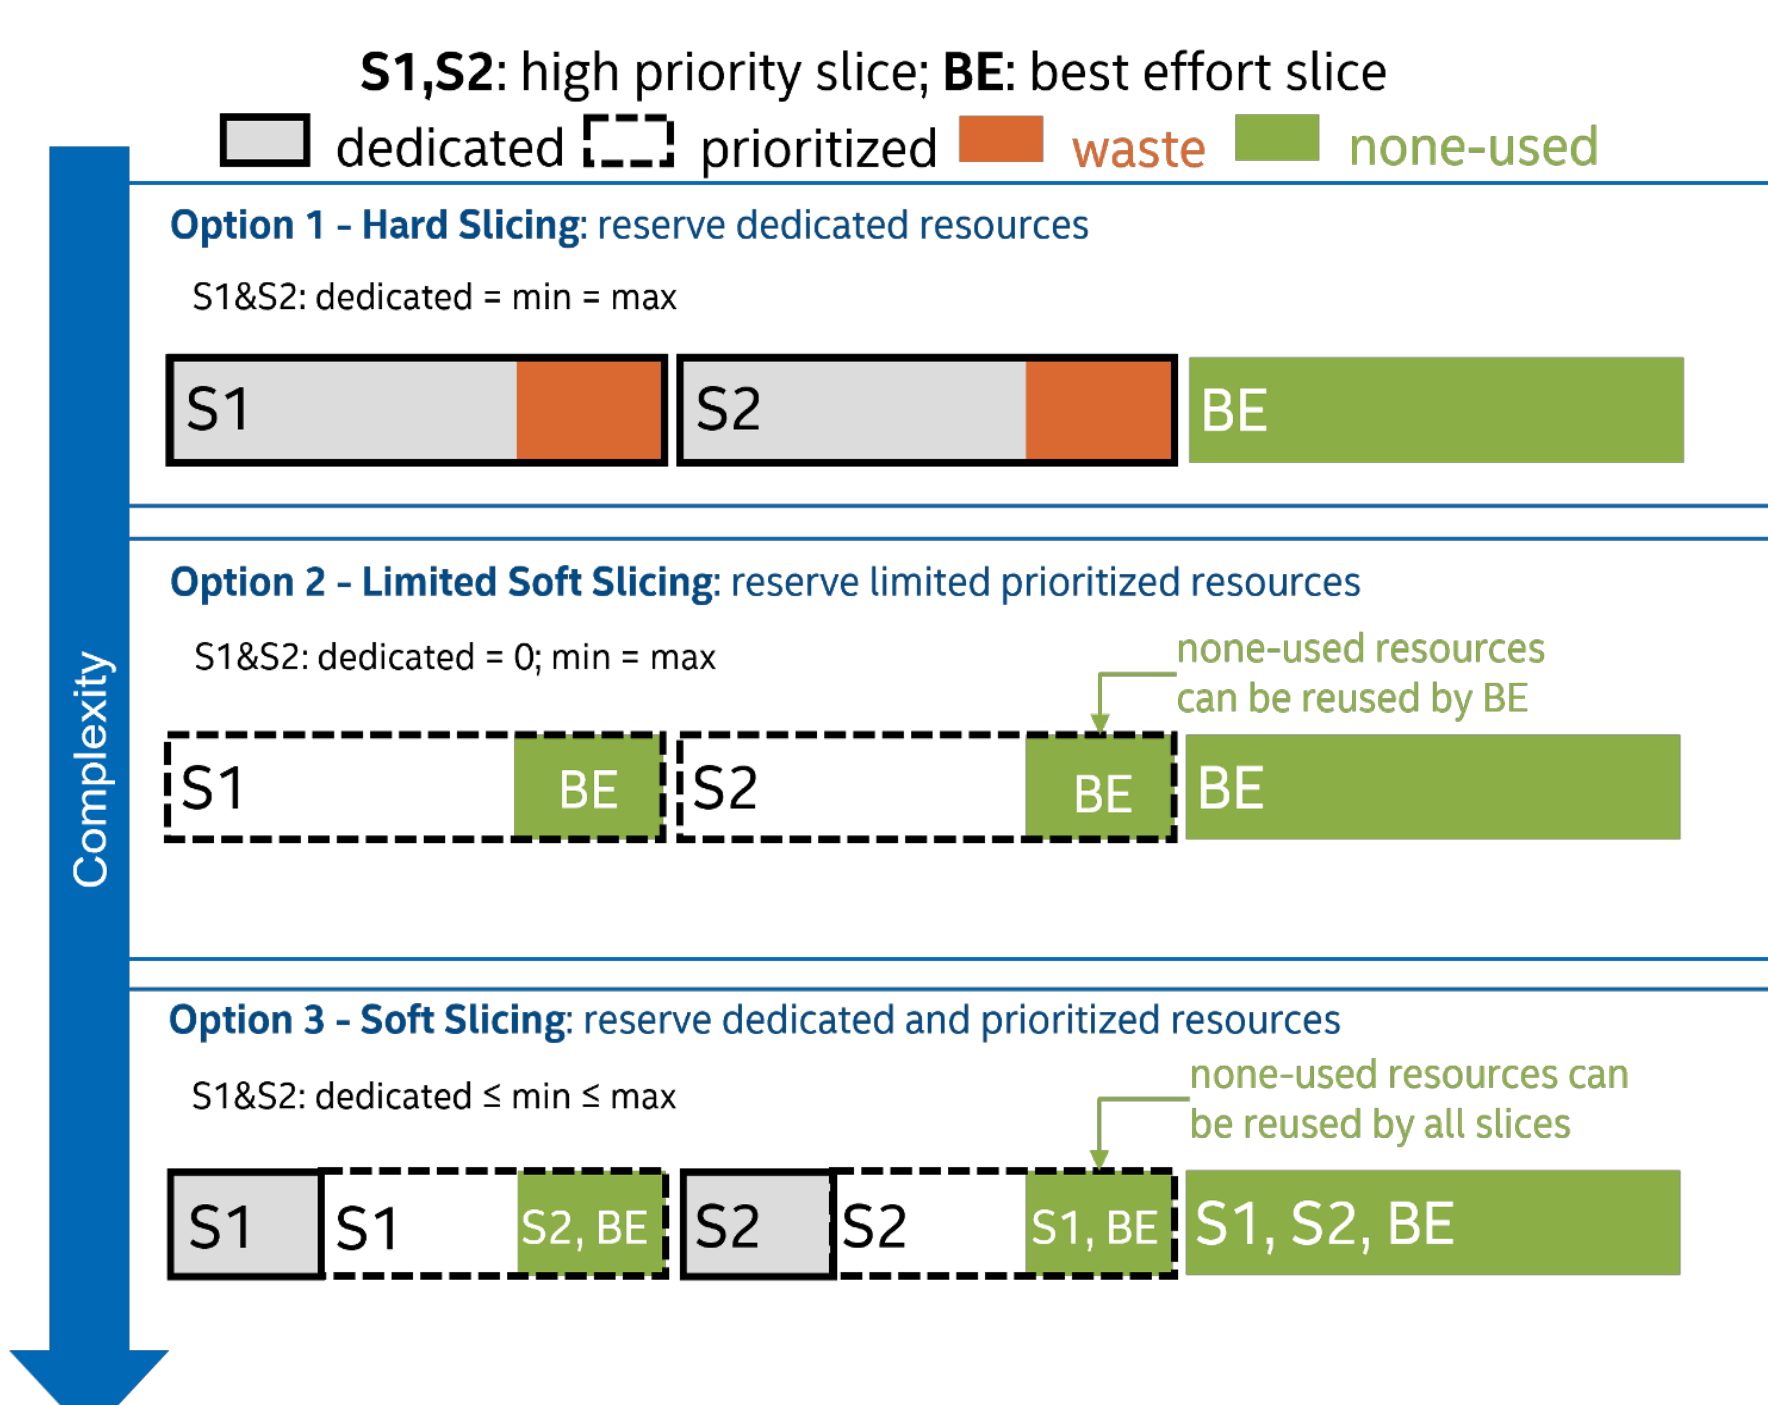 S1,S2: high priority slice; BE: best effort slice
dedicated prioritized waste none-used
Complexity
Option 1 - Hard Slicing: reserve dedicated resources
S1&S2: dedicated = min = max
S1 S2 BE
Option 2 - Limited Soft Slicing: reserve limited prioritized resources
S1&S2: dedicated = 0; min = max
none-used resources
can be reused by BE
S1 BE S2 BE BE
Option 3 - Soft Slicing: reserve dedicated and prioritized resources
S1&S2: dedicated ≤ min ≤ max
none-used resources can
be reused by all slices
S1 S1 S2, BE S2 S2 S1, BE S1, S2, BE